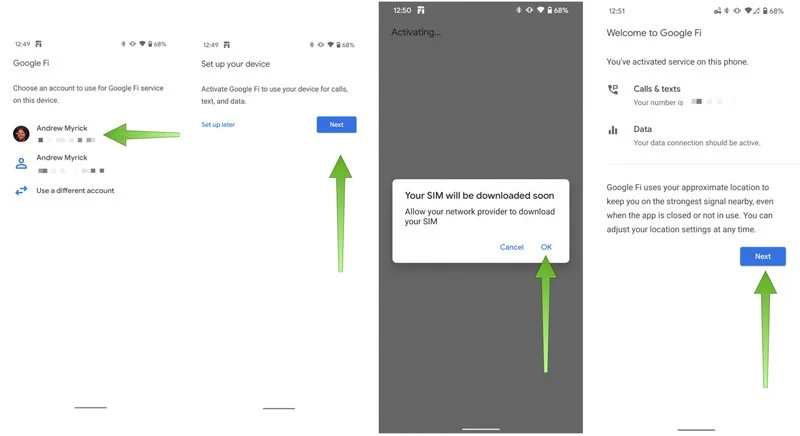 12:49
68%
Google Fi
Choose an account to use for Google Fi service
on this device.
Andrew Myrick
Andrew Myrick
Use a different account
12:49
68%
Set up your device
Activate Google Fi to use your device for calls,
text, and data.
Set up later
Next
12:50
68%
Activating...
Your SIM will be downloaded soon
Allow your network provider to download
your SIM
Cancel
OK
12:51
68%
Welcome to Google Fi
You've activated service on this phone.
Calls & texts
Your number is
Data
Your data connection should be active.
Google Fi uses your approximate location to
keep you on the strongest signal nearby, even
when the app is closed or not in use. You can
adjust your location settings at any time.
Next